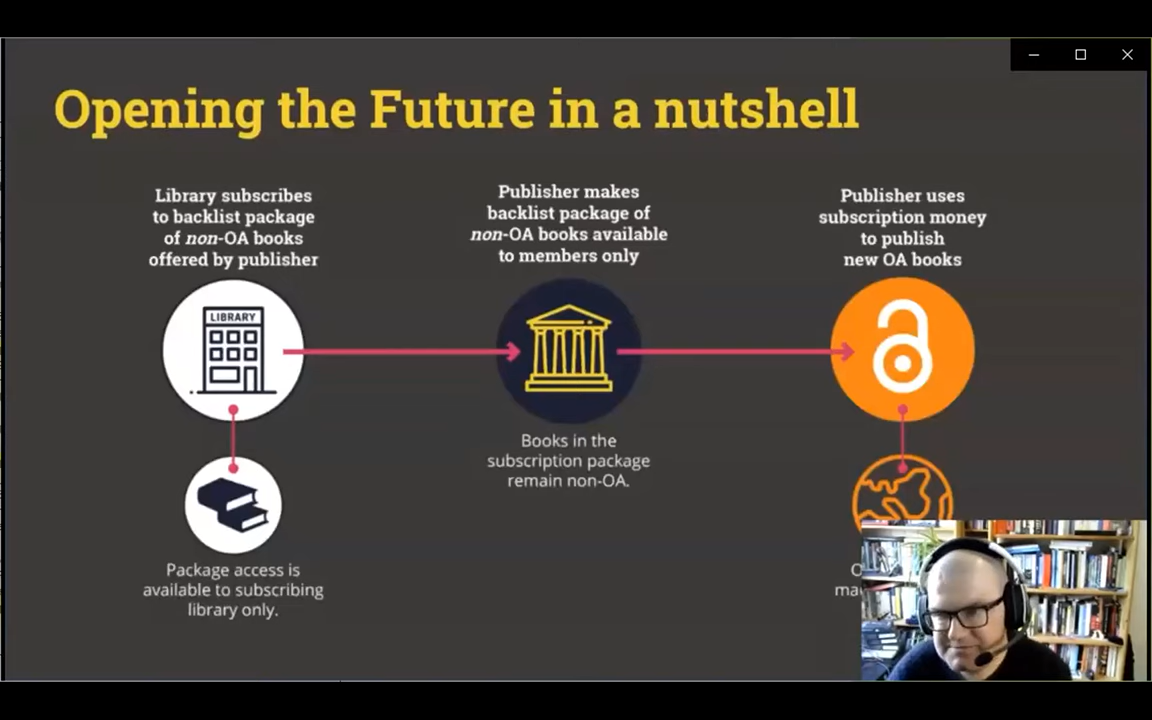 Opening the Future in a nutshell
Library subscribes
to backlist package
of non-OA books
offered by publisher
Publisher makes
backlist package of
non-OA books available
to members only
Publisher uses
subscription money
to publish
new OA books
LIBRARY
Books in the
subscription package
remain non-OA.
Package access is
available to subscribing
library only.